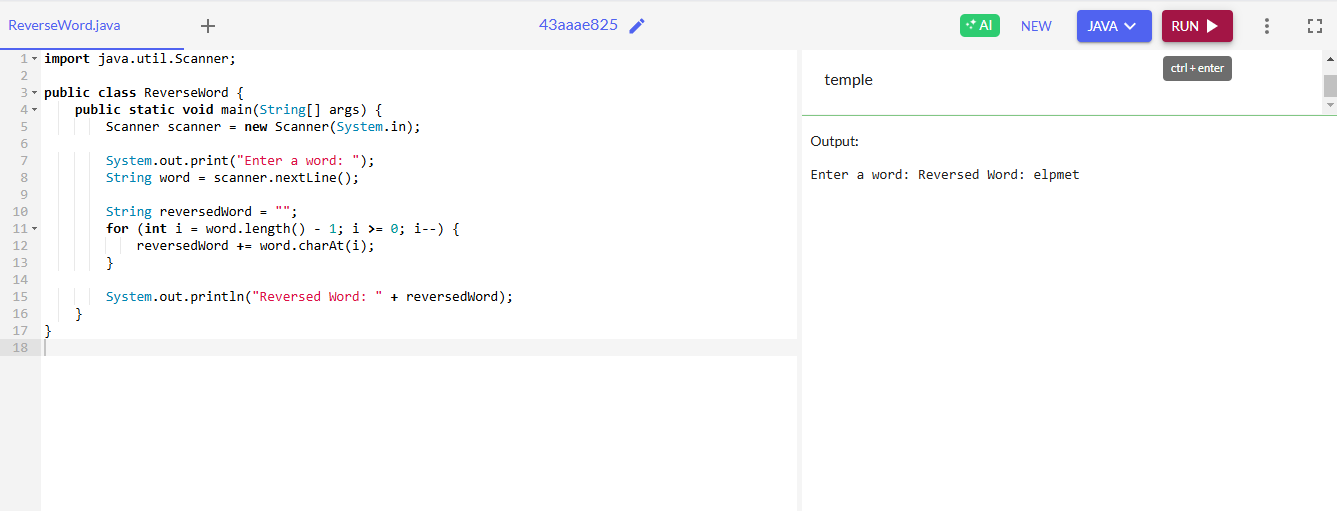 ReverseWord.java + 43aaae825 AI NEW JAVA RUN
ctrl + enter
1 import java.util.Scanner;
2
3 public class ReverseWord {
4     public static void main(String[] args) {
5         Scanner scanner = new Scanner(System.in);
6
7         System.out.print("Enter a word: ");
8         String word = scanner.nextLine();
9
10         String reversedWord = "";
11         for (int i = word.length() - 1; i >= 0; i--) {
12             reversedWord += word.charAt(i);
13         }
14
15         System.out.println("Reversed Word: " + reversedWord);
16     }
17 }
18
temple
Output:
Enter a word: Reversed Word: elpmet